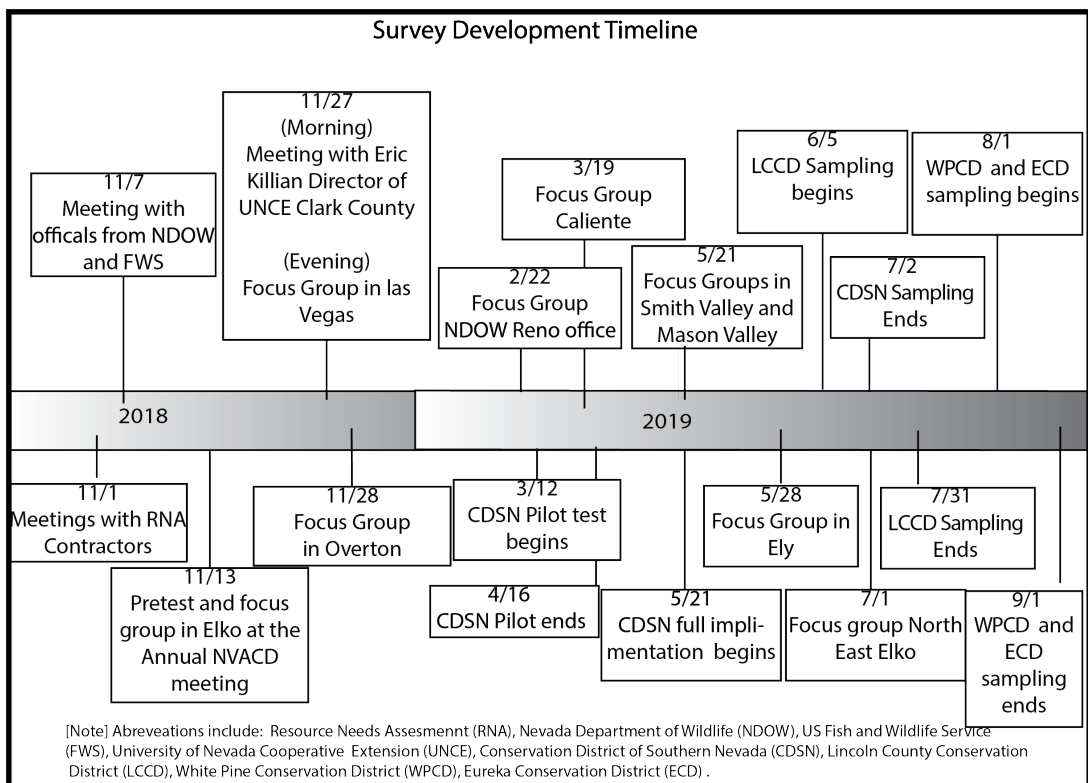 Survey Development Timeline
11/7
Meeting with
officals from NDOW
and FWS
11/27
(Morning)
Meeting with Eric
Killian Director of
UNCE Clark County
(Evening)
Focus Group in las
Vegas
2/22
Focus Group
NDOW Reno office
3/19
Focus Group
Caliente
5/21
Focus Groups in
Smith Valley and
Mason Valley
6/5
LCCD Sampling
begins
7/2
CDSN Sampling
Ends
8/1
WPCD and ECD
sampling begins
2018
2019
11/1
Meetings with RNA
Contractors
11/13
Pretest and focus
group in Elko at the
Annual NVACD
meeting
11/28
Focus Group
in Overton
3/12
CDSN Pilot test
begins
4/16
CDSN Pilot ends
5/21
CDSN full impli-
mentation begins
5/28
Focus Group in
Ely
7/1
Focus group North
East Elko
7/31
LCCD Sampling
Ends
9/1
WPCD and
ECD
sampling
ends
[Note] Abreveations include: Resource Needs Assesmennt (RNA), Nevada Department of Wildlife (NDOW), US Fish and Wildlife Service
(FWS), University of Nevada Cooperative Extension (UNCE), Conservation District of Southern Nevada (CDSN), Lincoln County Conservation
District (LCCD), White Pine Conservation District (WPCD), Eureka Conservation District (ECD) .